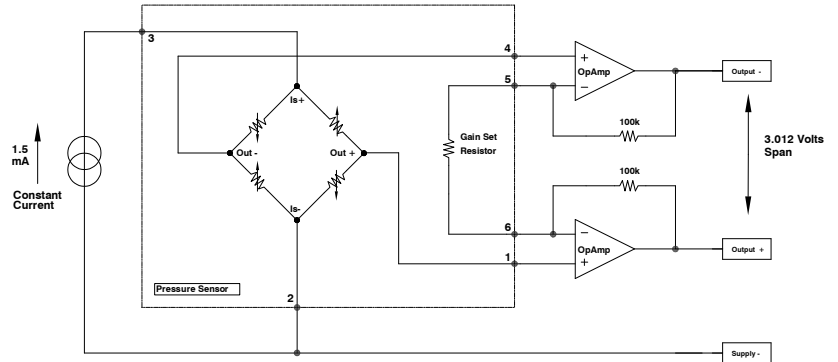 3
4
+
OpAmp
−
Output -
5
Is+
100k
1.5
mA
Constant
Current
Out -
Out +
Gain Set
Resistor
3.012 Volts
Span
100k
Is-
6
−
OpAmp
+
Output +
1
Pressure Sensor
2
Supply -